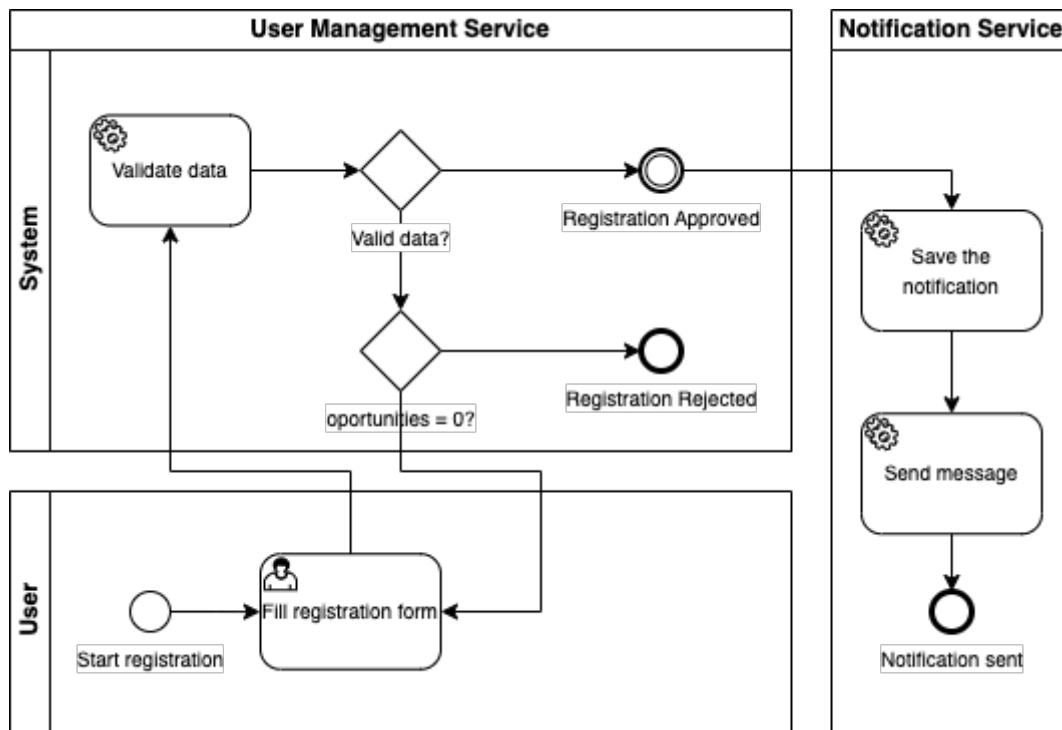 User Management Service
Notification Service
System
Validate data
Valid data?
Registration Approved
oportunities = 0?
Registration Rejected
Save the
notification
Send message
Notification sent
User
Start registration
Fill registration form